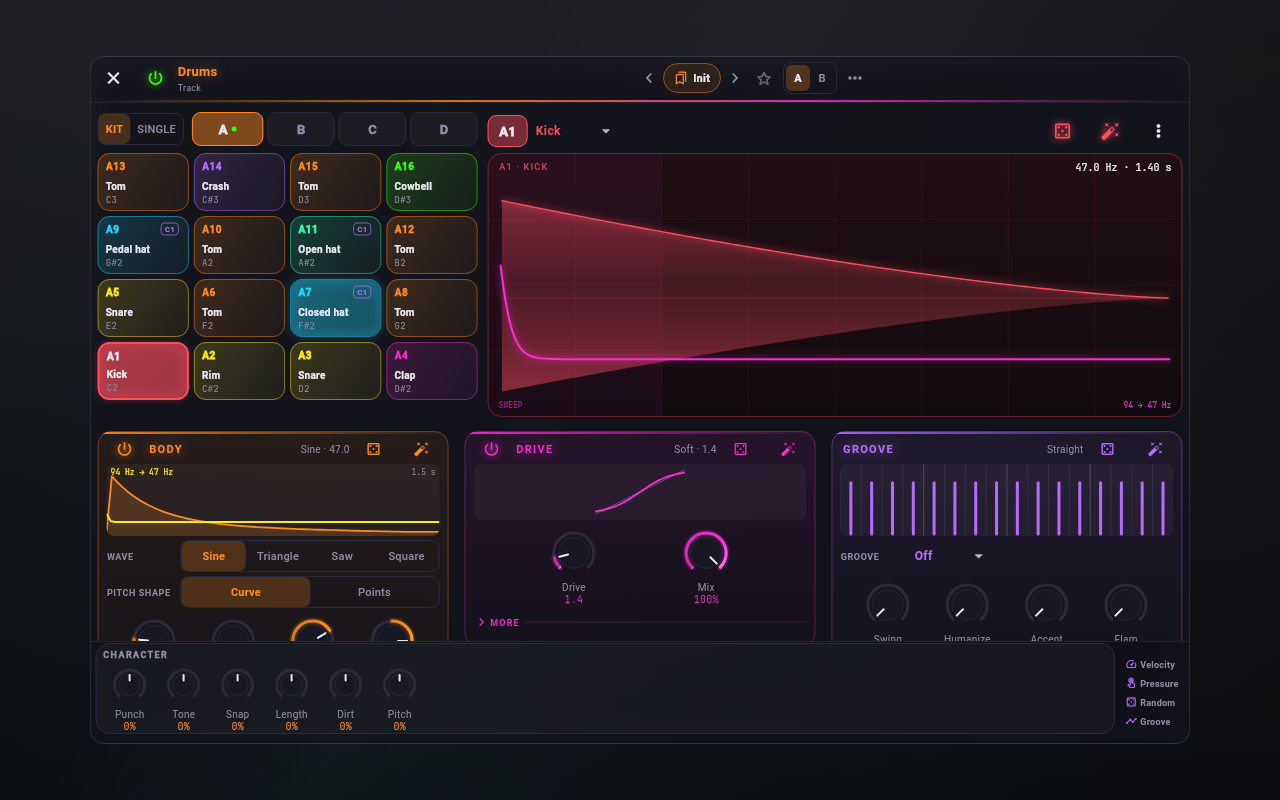 Drums
Track
Init
A B
KIT SINGLE
A B C D
A1 Kick
A13 Tom C3
A14 Crash C#3
A15 Tom D3
A16 Cowbell D#3
A9 C1 Pedal hat G#2
A10 Tom A2
A11 C1 Open hat A#2
A12 Tom B2
A5 Snare E2
A6 Tom F2
A7 C1 Closed hat F#2
A8 Tom G2
A1 Kick C2
A2 Rim C#2
A3 Snare D2
A4 Clap D#2
A1 · KICK
47.0 Hz · 1.40 s
SWEEP
94 → 47 Hz
BODY
Sine · 47.0
94 Hz → 47 Hz
1.5 s
WAVE
Sine Triangle Saw Square
PITCH SHAPE
Curve Points
DRIVE
Soft · 1.4
Drive
1.4
Mix
100%
MORE
GROOVE
Straight
GROOVE
Off
Swing Humanize Accent Flam
CHARACTER
Punch Tone Snap Length Dirt Pitch
0% 0% 0% 0% 0% 0%
Velocity
Pressure
Random
Groove